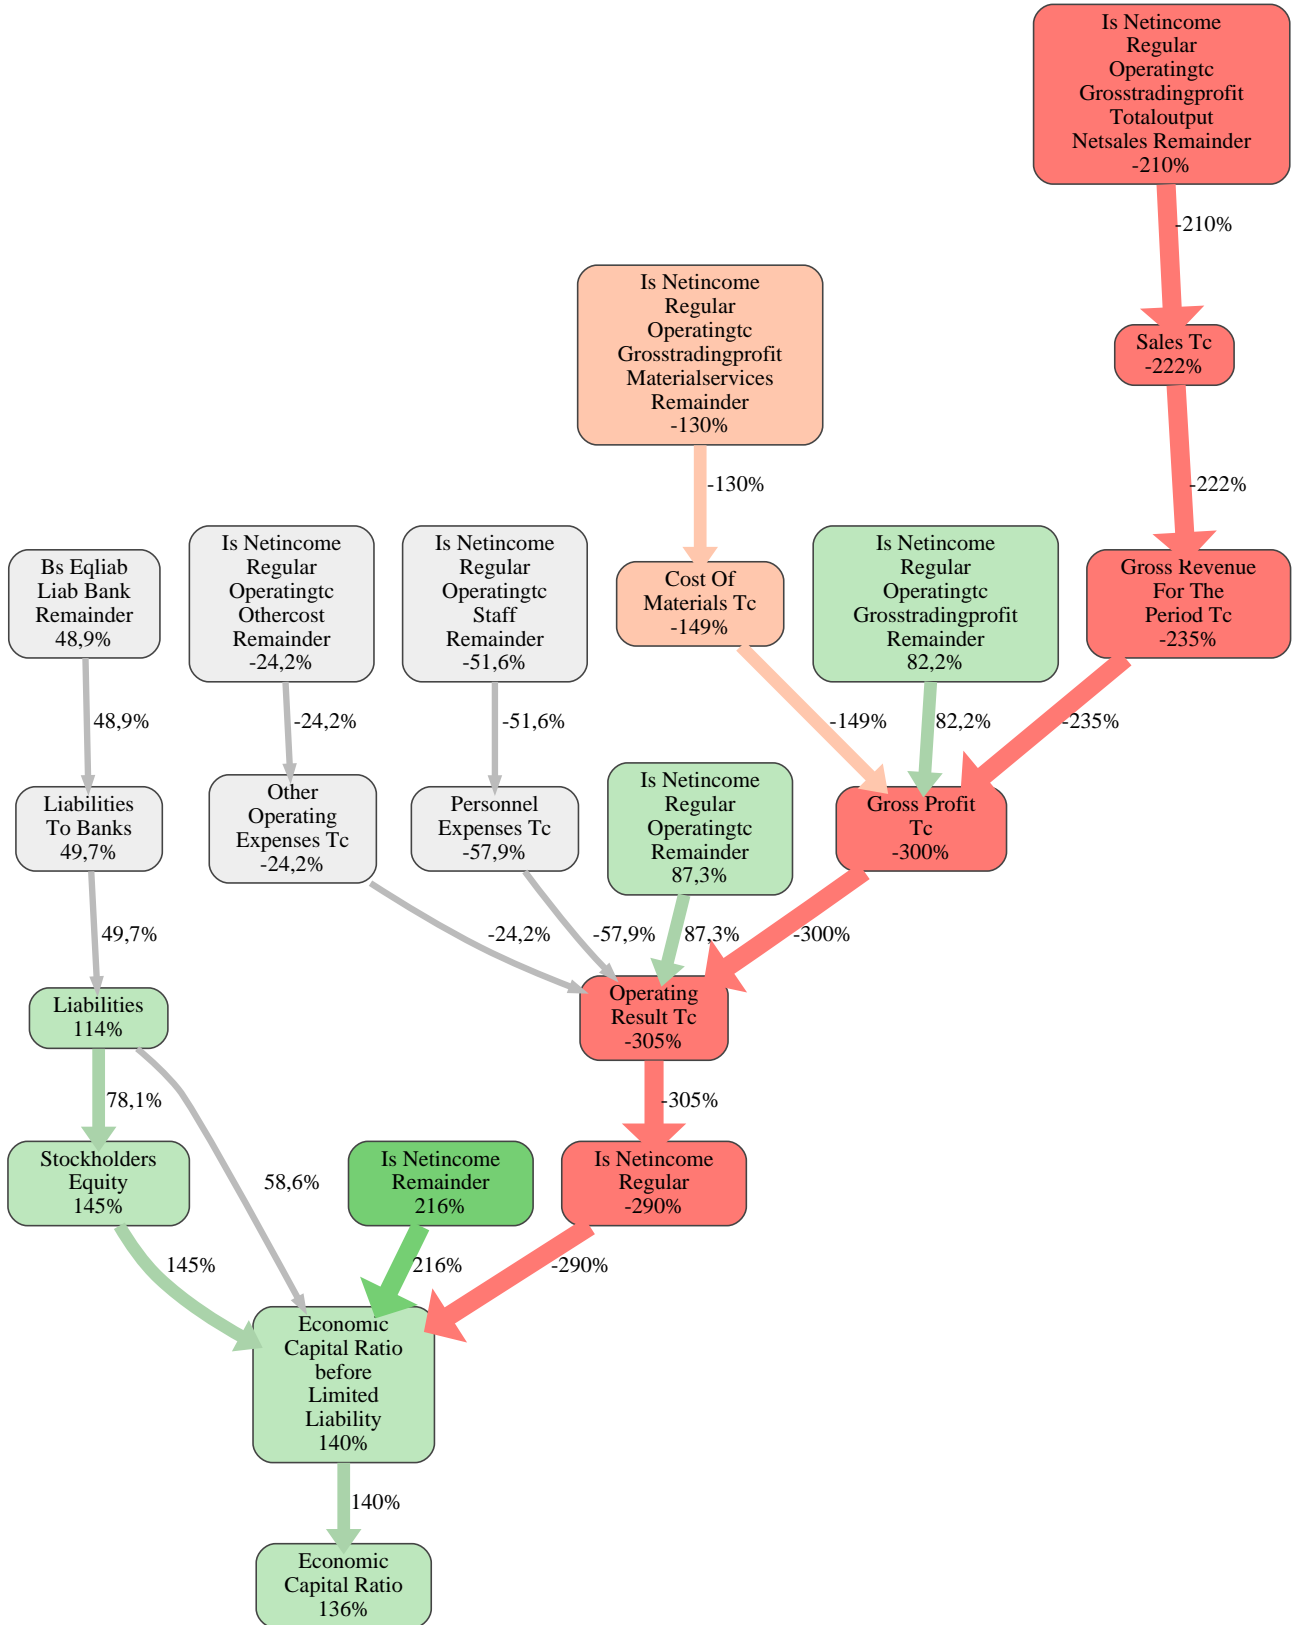 Is Netincome
Regular
Operatingtc
Grosstradingprofit
Totaloutput
Netsales Remainder
-210%
-210%
Is Netincome
Regular
Operatingtc
Grosstradingprofit
Materialservices
Remainder
-130%
Sales Tc
-222%
-130%
-222%
Bs Eqliab
Liab Bank
Remainder
48,9%
Is Netincome
Regular
Operatingtc
Othercost
Remainder
-24,2%
Is Netincome
Regular
Operatingtc
Staff
Remainder
-51,6%
Cost Of
Materials Tc
-149%
Is Netincome
Regular
Operatingtc
Grosstradingprofit
Remainder
82,2%
Gross Revenue
For The
Period Tc
-235%
48,9%
-24,2%
-51,6%
-149%
82,2%
-235%
Liabilities
To Banks
49,7%
Other
Operating
Expenses Tc
-24,2%
Personnel
Expenses Tc
-57,9%
Is Netincome
Regular
Operatingtc
Remainder
87,3%
Gross Profit
Tc
-300%
49,7%
-24,2%
-57,9%
87,3%
-300%
Liabilities
114%
Operating
Result Tc
-305%
78,1%
-305%
Stockholders
Equity
145%
58,6%
Is Netincome
Remainder
216%
Is Netincome
Regular
-290%
145%
216%
-290%
Economic
Capital Ratio
before
Limited
Liability
140%
140%
Economic
Capital Ratio
136%